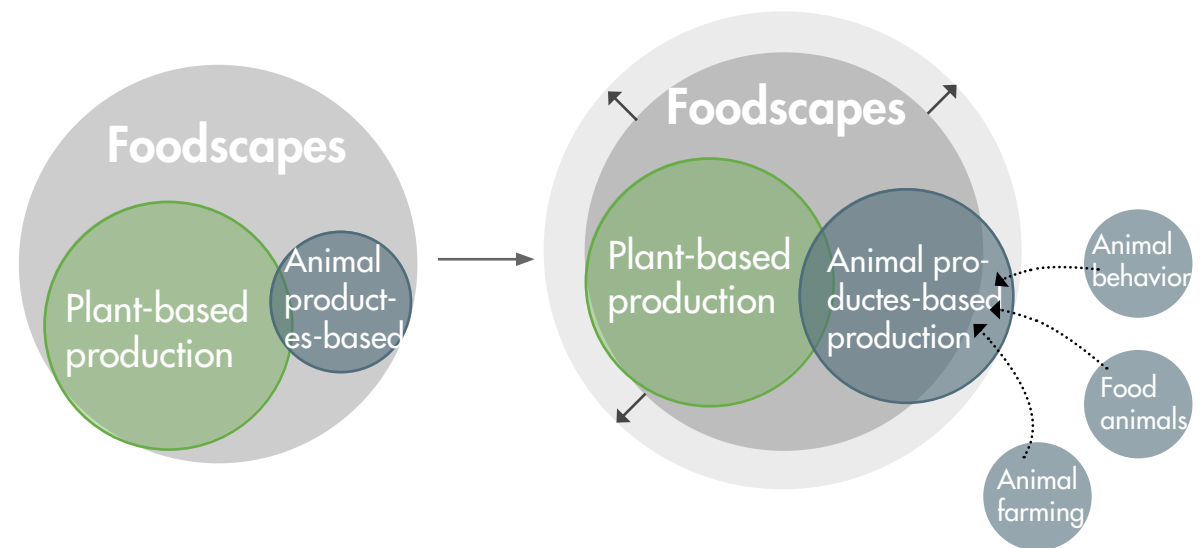 Foodscapes
Plant-based
production
Animal
product-
es-based
Foodscapes
Plant-based
production
Animal pro-
ductes-based
production
Animal
behavior
Food
animals
Animal
farming